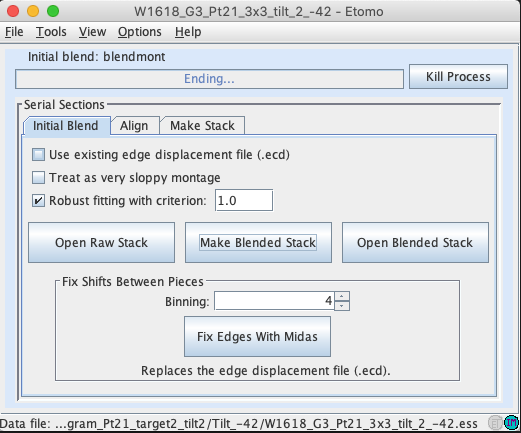 W1618_G3_Pt21_3x3_tilt_2_-42 - Etomo
File Tools View Options Help
Initial blend: blendmont
Ending...
Kill Process
Serial Sections
Initial Blend Align Make Stack
Use existing edge displacement file (.ecd)
Treat as very sloppy montage
Robust fitting with criterion: 1.0
Open Raw Stack Make Blended Stack Open Blended Stack
Fix Shifts Between Pieces
Binning: 4
Fix Edges With Midas
Replaces the edge displacement file (.ecd).
Data file: ...gram_Pt21_target2_tilt2/Tilt_-42/W1618_G3_Pt21_3x3_tilt_2_-42.ess